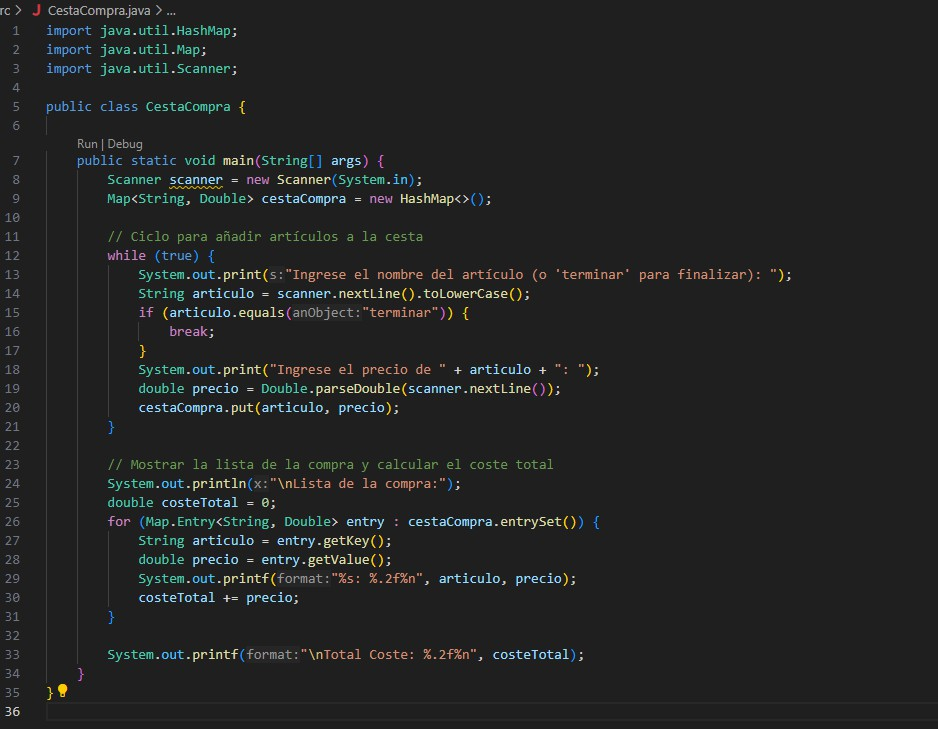 rc > J CestaCompra.java > ...
1 import java.util.HashMap;
2 import java.util.Map;
3 import java.util.Scanner;
4
5 public class CestaCompra {
6
Run | Debug
7     public static void main(String[] args) {
8         Scanner scanner = new Scanner(System.in);
9         Map<String, Double> cestaCompra = new HashMap<>();
10
11         // Ciclo para añadir artículos a la cesta
12         while (true) {
13             System.out.print(s:"Ingrese el nombre del artículo (o 'terminar' para finalizar): ");
14             String articulo = scanner.nextLine().toLowerCase();
15             if (articulo.equals(anObject:"terminar")) {
16                 break;
17             }
18             System.out.print("Ingrese el precio de " + articulo + ": ");
19             double precio = Double.parseDouble(scanner.nextLine());
20             cestaCompra.put(articulo, precio);
21         }
22
23         // Mostrar la lista de la compra y calcular el coste total
24         System.out.println(x:"\nLista de la compra:");
25         double costeTotal = 0;
26         for (Map.Entry<String, Double> entry : cestaCompra.entrySet()) {
27             String articulo = entry.getKey();
28             double precio = entry.getValue();
29             System.out.printf(format:"%s: %.2f%n", articulo, precio);
30             costeTotal += precio;
31         }
32
33         System.out.printf(format:"\nTotal Coste: %.2f%n", costeTotal);
34     }
35 }
36